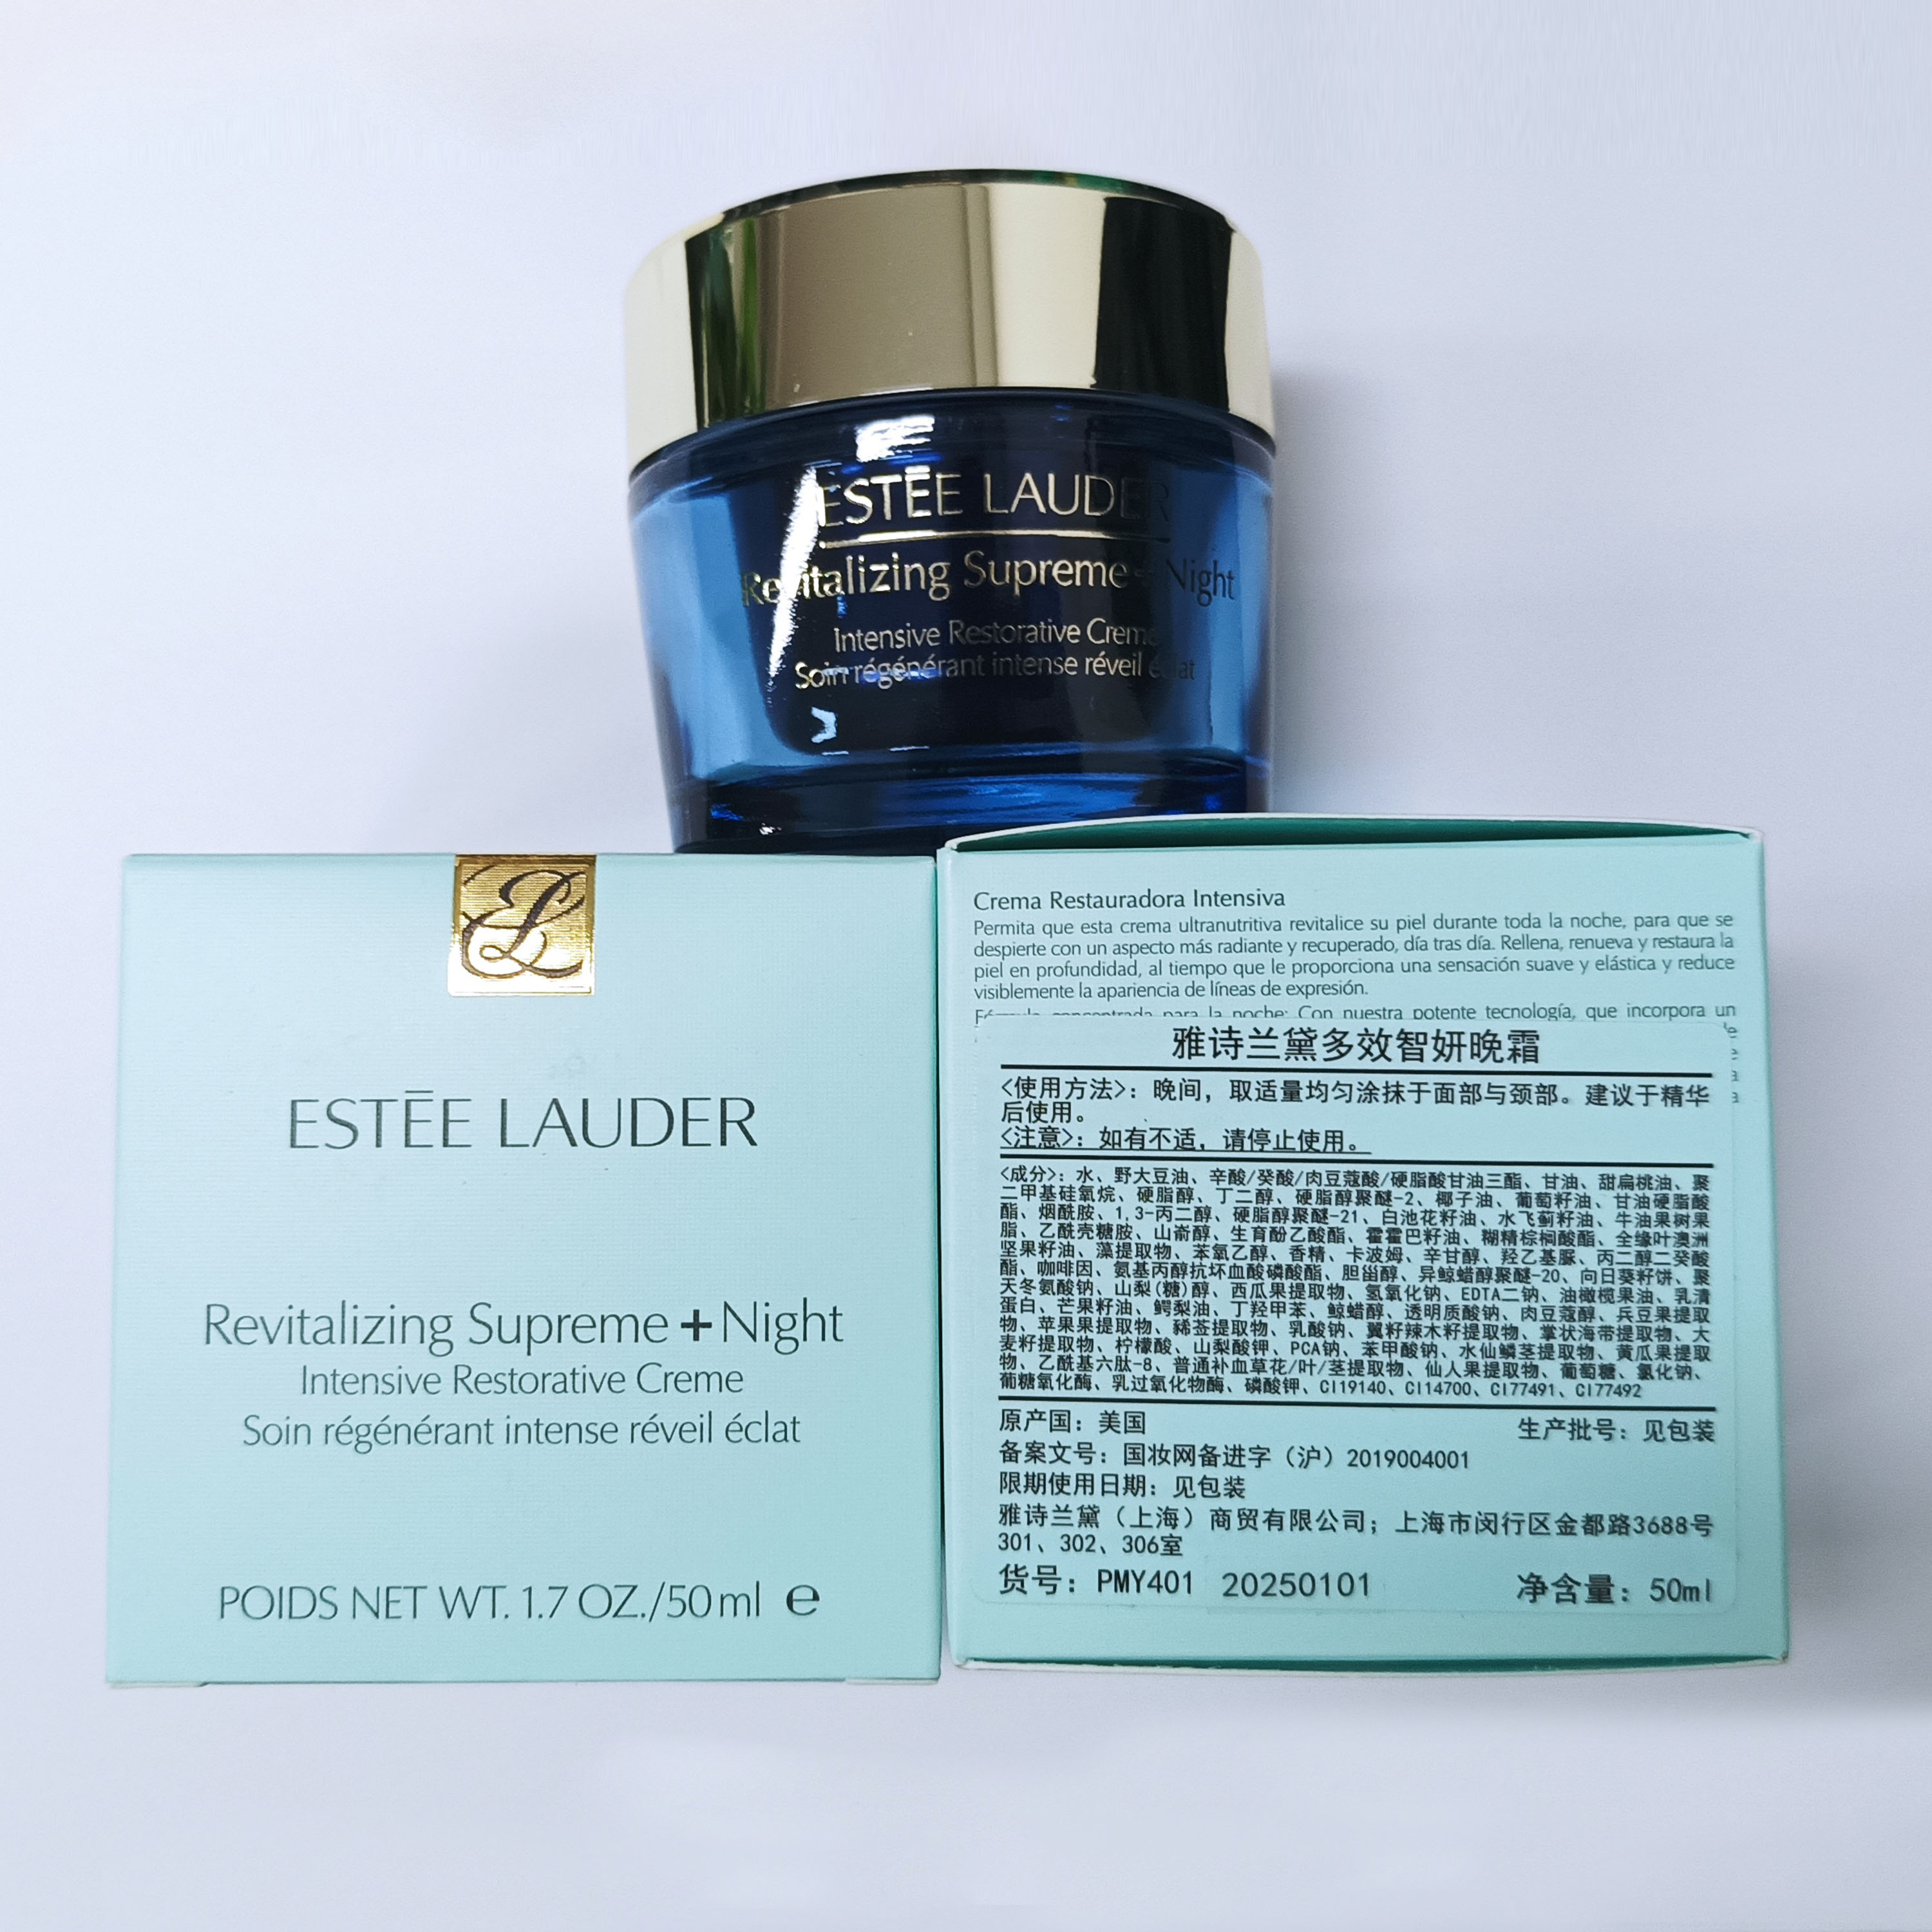 ESTĒE LAUDER
Revitalizing Supreme+ Night
Intensive Restorative Creme
Soin régénérant intense réveil éclat
ESTĒE LAUDER
Revitalizing Supreme+Night
Intensive Restorative Creme
Soin régénérant intense réveil éclat
POIDS NET WT. 1.7 OZ./50 ml e
Crema Restauradora Intensiva
Permita que esta crema ultranutritiva revitalice su piel durante toda la noche, para que se
despierte con un aspecto más radiante y recuperado, día tras día. Rellena, renueva y restaura la
piel en profundidad, al tiempo que le proporciona una sensación suave y elástica y reduce
visiblemente la apariencia de líneas de expresión.
Fórmula concentrada para la noche: Con nuestra potente tecnología, que incorpora un
雅诗兰黛多效智妍晚霜
<使用方法>：晚间，取适量均匀涂抹于面部与颈部。建议于精华
后使用。
<注意>：如有不适，请停止使用。
<成分>：水、野大豆油、辛酸/癸酸/肉豆蔻酸/硬脂酸甘油三酯、甘油、甜扁桃油、聚
二甲基硅氧烷、硬脂醇、丁二醇、硬脂醇聚醚-2、椰子油、葡萄籽油、甘油硬脂酸
酯、烟酰胺、1,3-丙二醇、硬脂醇聚醚-21、白池花籽油、水飞蓟籽油、牛油果树果
脂、乙酰壳糖胺、山嵛醇、生育酚乙酸酯、霍霍巴籽油、糊精棕榈酸酯、全缘叶澳洲
坚果籽油、藻提取物、苯氧乙醇、香精、卡波姆、辛甘醇、羟乙基脲、丙二醇二癸酸
酯、咖啡因、氨基丙醇抗坏血酸磷酸酯、胆甾醇、异鲸蜡醇聚醚-20、向日葵籽饼、聚
天冬氨酸钠、山梨(糖)醇、西瓜果提取物、氢氧化钠、EDTA二钠、油橄榄果油、乳清
蛋白、芒果籽油、鳄梨油、丁羟甲苯、鲸蜡醇、透明质酸钠、肉豆蔻醇、兵豆果提取
物、苹果果提取物、豨莶提取物、乳酸钠、翼籽辣木籽提取物、掌状海带提取物、大
麦籽提取物、柠檬酸、山梨酸钾、PCA钠、苯甲酸钠、水仙鳞茎提取物、黄瓜果提取
物、乙酰基六肽-8、普通补血草花/叶/茎提取物、仙人果提取物、葡萄糖、氯化钠、
葡糖氧化酶、乳过氧化物酶、磷酸钾、CI19140、CI14700、CI77491、CI77492
原产国：美国 生产批号：见包装
备案文号：国妆网备进字（沪）2019004001
限期使用日期：见包装
雅诗兰黛（上海）商贸有限公司；上海市闵行区金都路3688号
301、302、306室
货号：PMY401 20250101 净含量：50ml